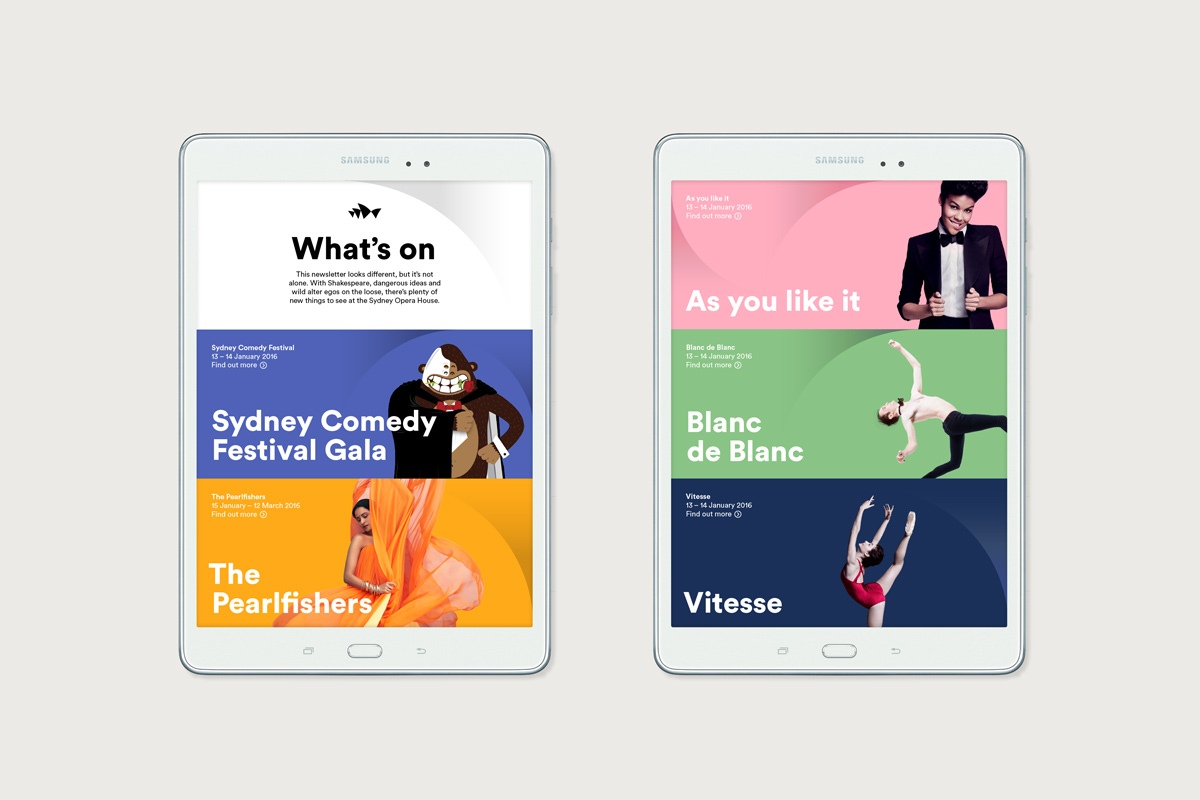 SAMSUNG
What's on
This newsletter looks different, but it's not
alone. With Shakespeare, dangerous ideas and
wild alter egos on the loose, there's plenty of
new things to see at the Sydney Opera House.
Sydney Comedy Festival
13 – 14 January 2016
Find out more
Sydney Comedy
Festival Gala
The Pearlfishers
15 January – 12 March 2016
Find out more
The
Pearlfishers
SAMSUNG
As you like it
13 – 14 January 2016
Find out more
As you like it
Blanc de Blanc
13 – 14 January 2016
Find out more
Blanc
de Blanc
Vitesse
13 – 14 January 2016
Find out more
Vitesse